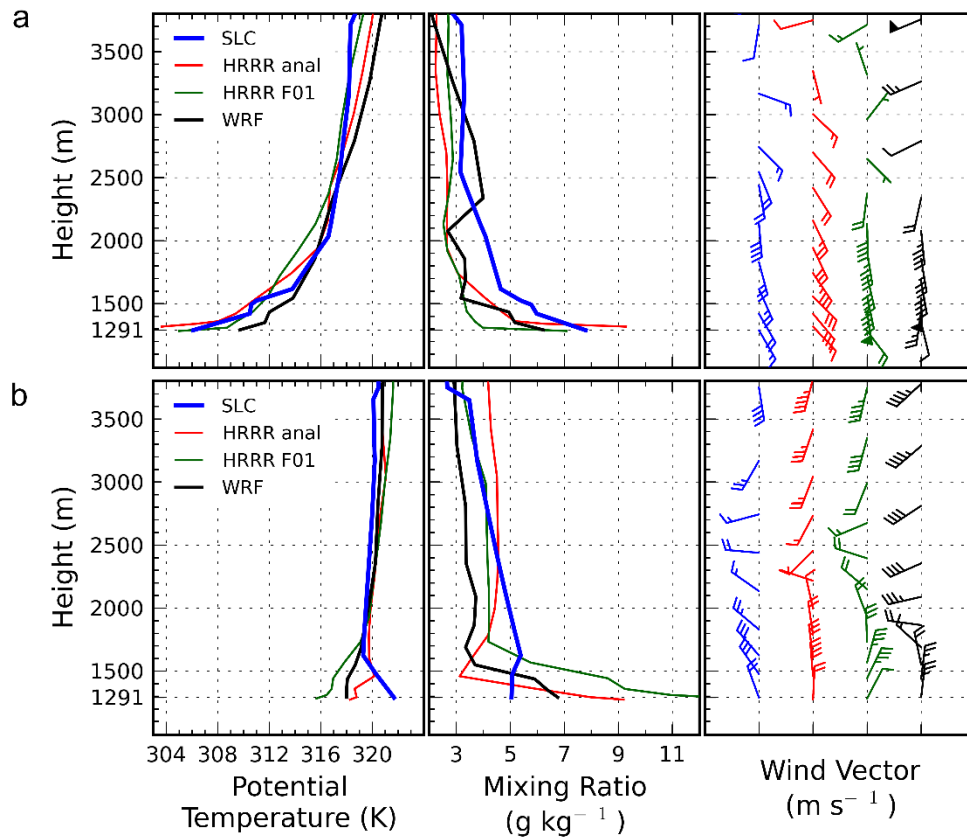 a
Height (m)
3500
3000
2500
2000
1500
1291
SLC
HRRR anal
HRRR F01
WRF
b
Height (m)
3500
3000
2500
2000
1500
1291
SLC
HRRR anal
HRRR F01
WRF
304 308 312 316 320
3 5 7 9 11
Potential
Temperature (K)
Mixing Ratio
(g kg⁻¹)
Wind Vector
(m s⁻¹)